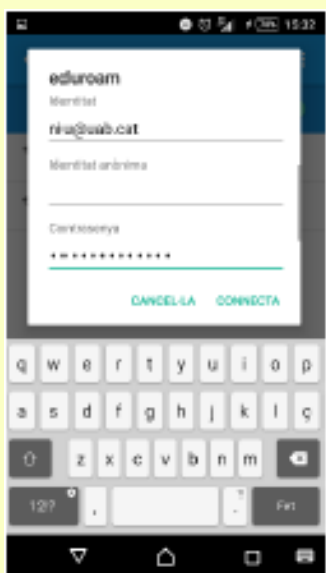 15:32
eduroam
Identitat
niu@uab.cat
Identitat anònima
Contrasenya
•••••••••••••
CANCEL·LA CONNECTA
q w e r t y u i o p
a s d f g h j k l ç
z x c v b n m
12!? , . Fet